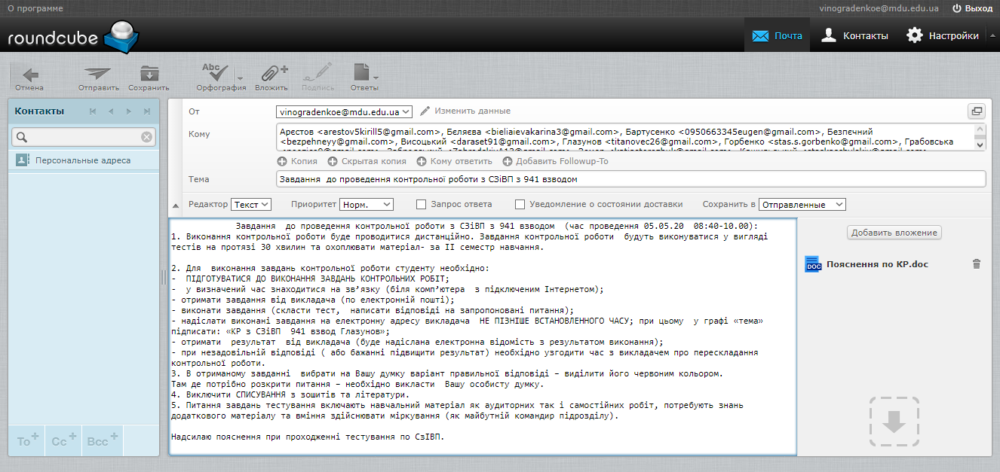 О программе
vinogradenkoe@mdu.edu.ua Выход
roundcube
Почта Контакты Настройки
Отмена Отправить Сохранить Орфография Вложить Подпись Ответы
Контакты
Персональные адреса
От vinogradenkoe@mdu.edu.ua Изменить данные
Кому Арестов <arestov5kirill5@gmail.com>, Беляєва <bieliaievakarina3@gmail.com>, Бартусенко <0950663345eugen@gmail.com>, Безпечний
<bezpehneyy@gmail.com>, Висоцький <daraset91@gmail.com>, Глазунов <titanovec26@gmail.com>, Горбенко <stas.s.gorbenko@gmail.com>, Грабовська
Копия Скрытая копия Кому ответить Добавить Followup-To
Тема Завдання до проведення контрольної роботи з СЗіВП з 941 взводом
Редактор Текст Приоритет Норм. Запрос ответа Уведомление о состоянии доставки Сохранить в Отправленные
Завдання до проведення контрольної роботи з СЗіВП з 941 взводом (час проведення 05.05.20 08:40-10.00):
1. Виконання контрольної роботи буде проводитися дистанційно. Завдання контрольної роботи будуть виконуватися у вигляді
тестів на протязі 30 хвилин та охоплювати матеріал- за ІІ семестр навчання.
2. Для виконання завдань контрольної роботи студенту необхідно:
- ПІДГОТУВАТИСЯ ДО ВИКОНАННЯ ЗАВДАНЬ КОНТРОЛЬНИХ РОБІТ;
- у визначений час знаходитися на зв’язку (біля комп’ютера з підключеним Інтернетом);
- отримати завдання від викладача (по електронній пошті);
- виконати завдання (скласти тест, написати відповіді на запропоновані питання);
- надіслати виконані завдання на електронну адресу викладача НЕ ПІЗНІШЕ ВСТАНОВЛЕННОГО ЧАСУ; при цьому у графі «тема»
підписати: «КР з СЗіВП 941 взвод Глазунов»;
- отримати результат від викладача (буде надіслана електронна відомість з результатом виконання);
- при незадовільній відповіді ( або бажанні підвищити результат) необхідно узгодити час з викладачем про перескладання
контрольної роботи.
3. В отриманому завданні вибрати на Вашу думку варіант правильної відповіді – виділити його червоним кольором.
Там де потрібно розкрити питання – необхідно викласти Вашу особисту думку.
4. Виключити СПИСУВАННЯ з зошитів та літератури.
5. Питання завдань тестування включають навчальний матеріал як аудиторних так і самостійних робіт, потребують знань
додаткового матеріалу та вміння здійснювати міркування (як майбутній командир підрозділу).
Надсилаю пояснення при проходженні тестування по СзІВП.
Добавить вложение
DOC Пояснення по КР.doc
To+ Cc+ Bcc+